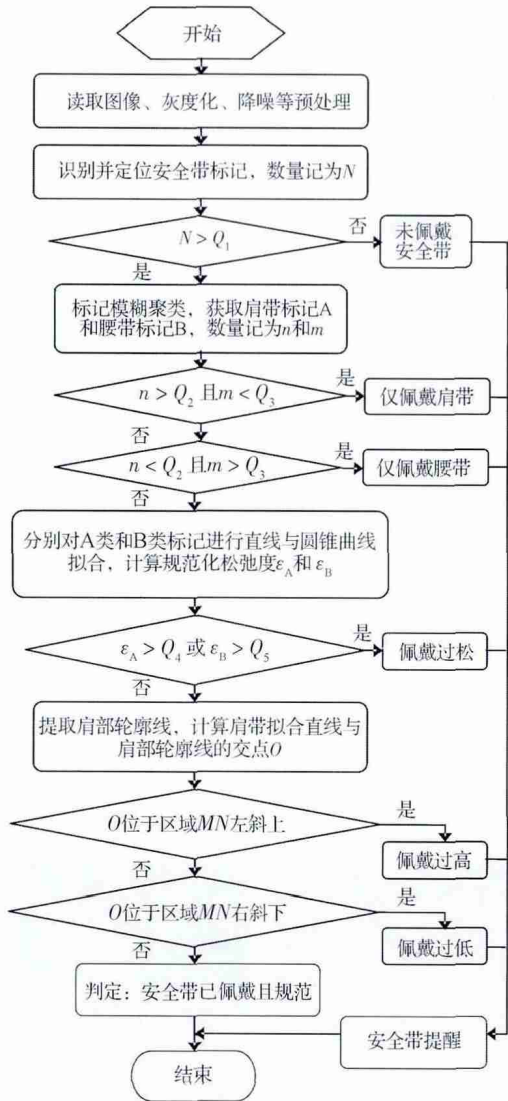 开始
读取图像、灰度化、降噪等预处理
识别并定位安全带标记，数量记为N
N > Q₁
否
未佩戴
安全带
是
标记模糊聚类，获取肩带标记A
和腰带标记B，数量记为n和m
n > Q₂ 且m < Q₃
是
仅佩戴肩带
否
n < Q₂ 且m > Q₃
是
仅佩戴腰带
否
分别对A类和B类标记进行直线与圆锥曲线
拟合，计算规范化松弛度ε_A和 ε_B
ε_A > Q₄ 或 ε_B > Q₅
是
佩戴过松
否
提取肩部轮廓线，计算肩带拟合直线与
肩部轮廓线的交点O
O位于区域MN左斜上
是
佩戴过高
否
O位于区域MN右斜下
是
佩戴过低
否
判定：安全带已佩戴且规范
安全带提醒
结束